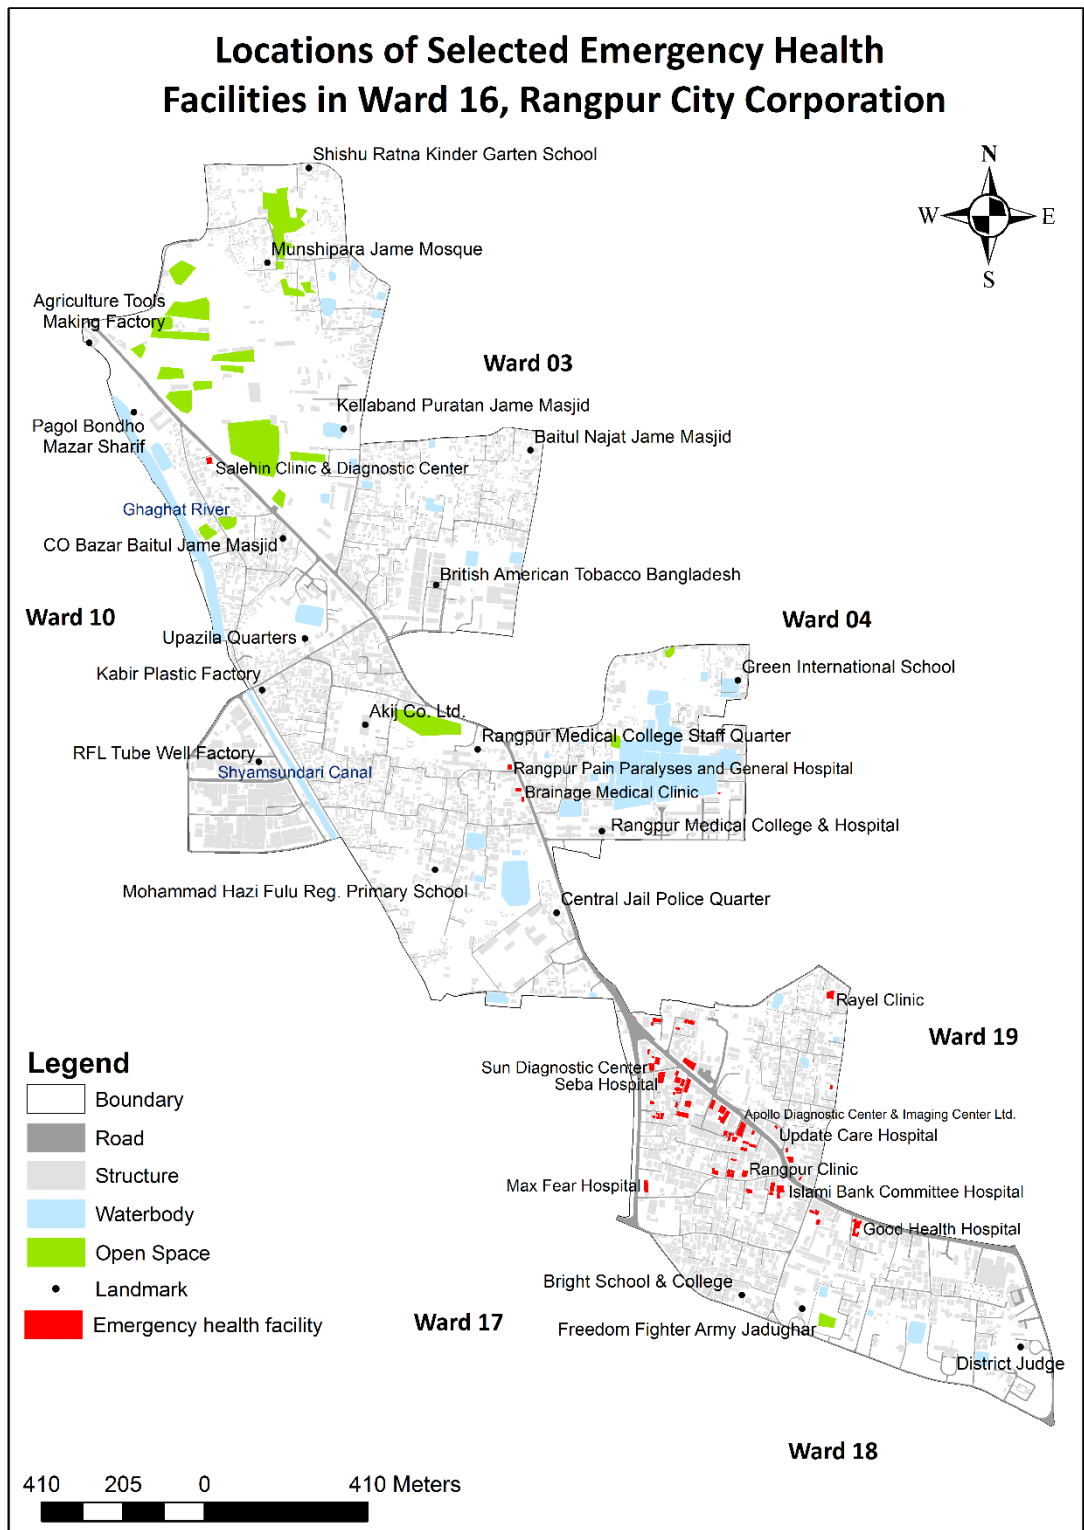 Locations of Selected Emergency Health
Facilities in Ward 16, Rangpur City Corporation
N
W
E
S
Shishu Ratna Kinder Garten School
Munshipara Jame Mosque
Agriculture Tools
Making Factory
Ward 03
Kellaband Puratan Jame Masjid
Pagol Bondho
Mazar Sharif
Baitul Najat Jame Masjid
Salehin Clinic & Diagnostic Center
Ghaghat River
CO Bazar Baitul Jame Masjid
British American Tobacco Bangladesh
Ward 10
Ward 04
Upazila Quarters
Kabir Plastic Factory
Green International School
Akij Co. Ltd.
Rangpur Medical College Staff Quarter
RFL Tube Well Factory
Shyamsundari Canal
Rangpur Pain Paralyses and General Hospital
Brainage Medical Clinic
Rangpur Medical College & Hospital
Mohammad Hazi Fulu Reg. Primary School
Central Jail Police Quarter
Rayel Clinic
Ward 19
Sun Diagnostic Center
Seba Hospital
Apollo Diagnostic Center & Imaging Center Ltd.
Update Care Hospital
Rangpur Clinic
Max Fear Hospital
Islami Bank Committee Hospital
Good Health Hospital
Bright School & College
Ward 17
Freedom Fighter Army Jadughar
District Judge
Ward 18
Legend
Boundary
Road
Structure
Waterbody
Open Space
Landmark
Emergency health facility
410 205 0 410 Meters